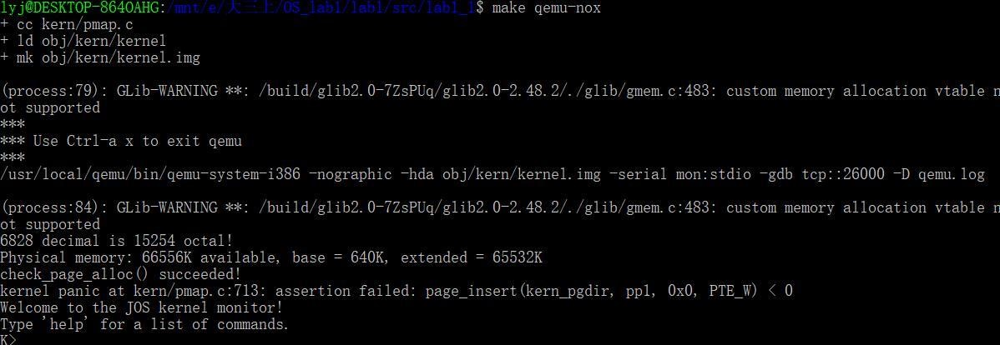 lyj@DESKTOP-864OAHG:/mnt/e/大三上/OS_lab1/lab1/src/lab1_1$ make qemu-nox
+ cc kern/pmap.c
+ ld obj/kern/kernel
+ mk obj/kern/kernel.img
(process:79): GLib-WARNING **: /build/glib2.0-7ZsPUq/glib2.0-2.48.2/./glib/gmem.c:483: custom memory allocation vtable n
ot supported
***
*** Use Ctrl-a x to exit qemu
***
/usr/local/qemu/bin/qemu-system-i386 -nographic -hda obj/kern/kernel.img -serial mon:stdio -gdb tcp::26000 -D qemu.log
(process:84): GLib-WARNING **: /build/glib2.0-7ZsPUq/glib2.0-2.48.2/./glib/gmem.c:483: custom memory allocation vtable n
ot supported
6828 decimal is 15254 octal!
Physical memory: 66556K available, base = 640K, extended = 65532K
check_page_alloc() succeeded!
kernel panic at kern/pmap.c:713: assertion failed: page_insert(kern_pgdir, pp1, 0x0, PTE_W) < 0
Welcome to the JOS kernel monitor!
Type 'help' for a list of commands.
K>